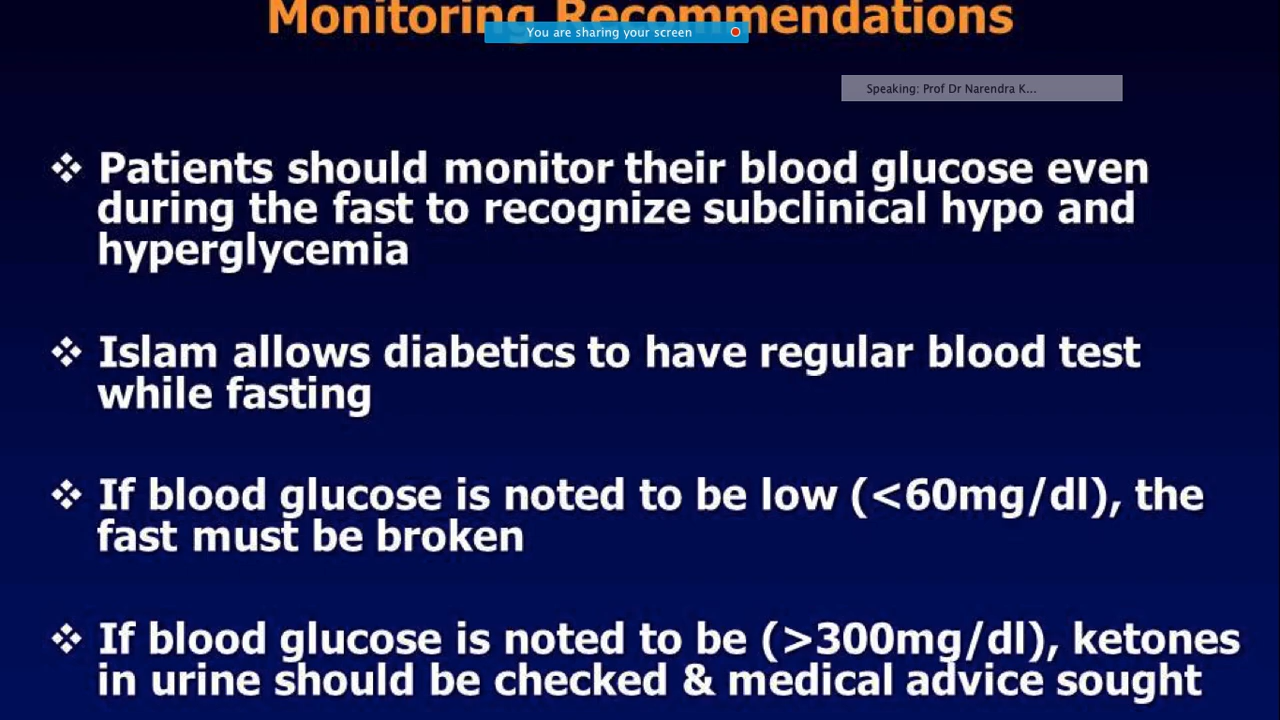 Monitoring Recommendations
You are sharing your screen
Speaking: Prof Dr Narendra K...
❖ Patients should monitor their blood glucose even
during the fast to recognize subclinical hypo and
hyperglycemia
❖ Islam allows diabetics to have regular blood test
while fasting
❖ If blood glucose is noted to be low (<60mg/dl), the
fast must be broken
❖ If blood glucose is noted to be (>300mg/dl), ketones
in urine should be checked & medical advice sought